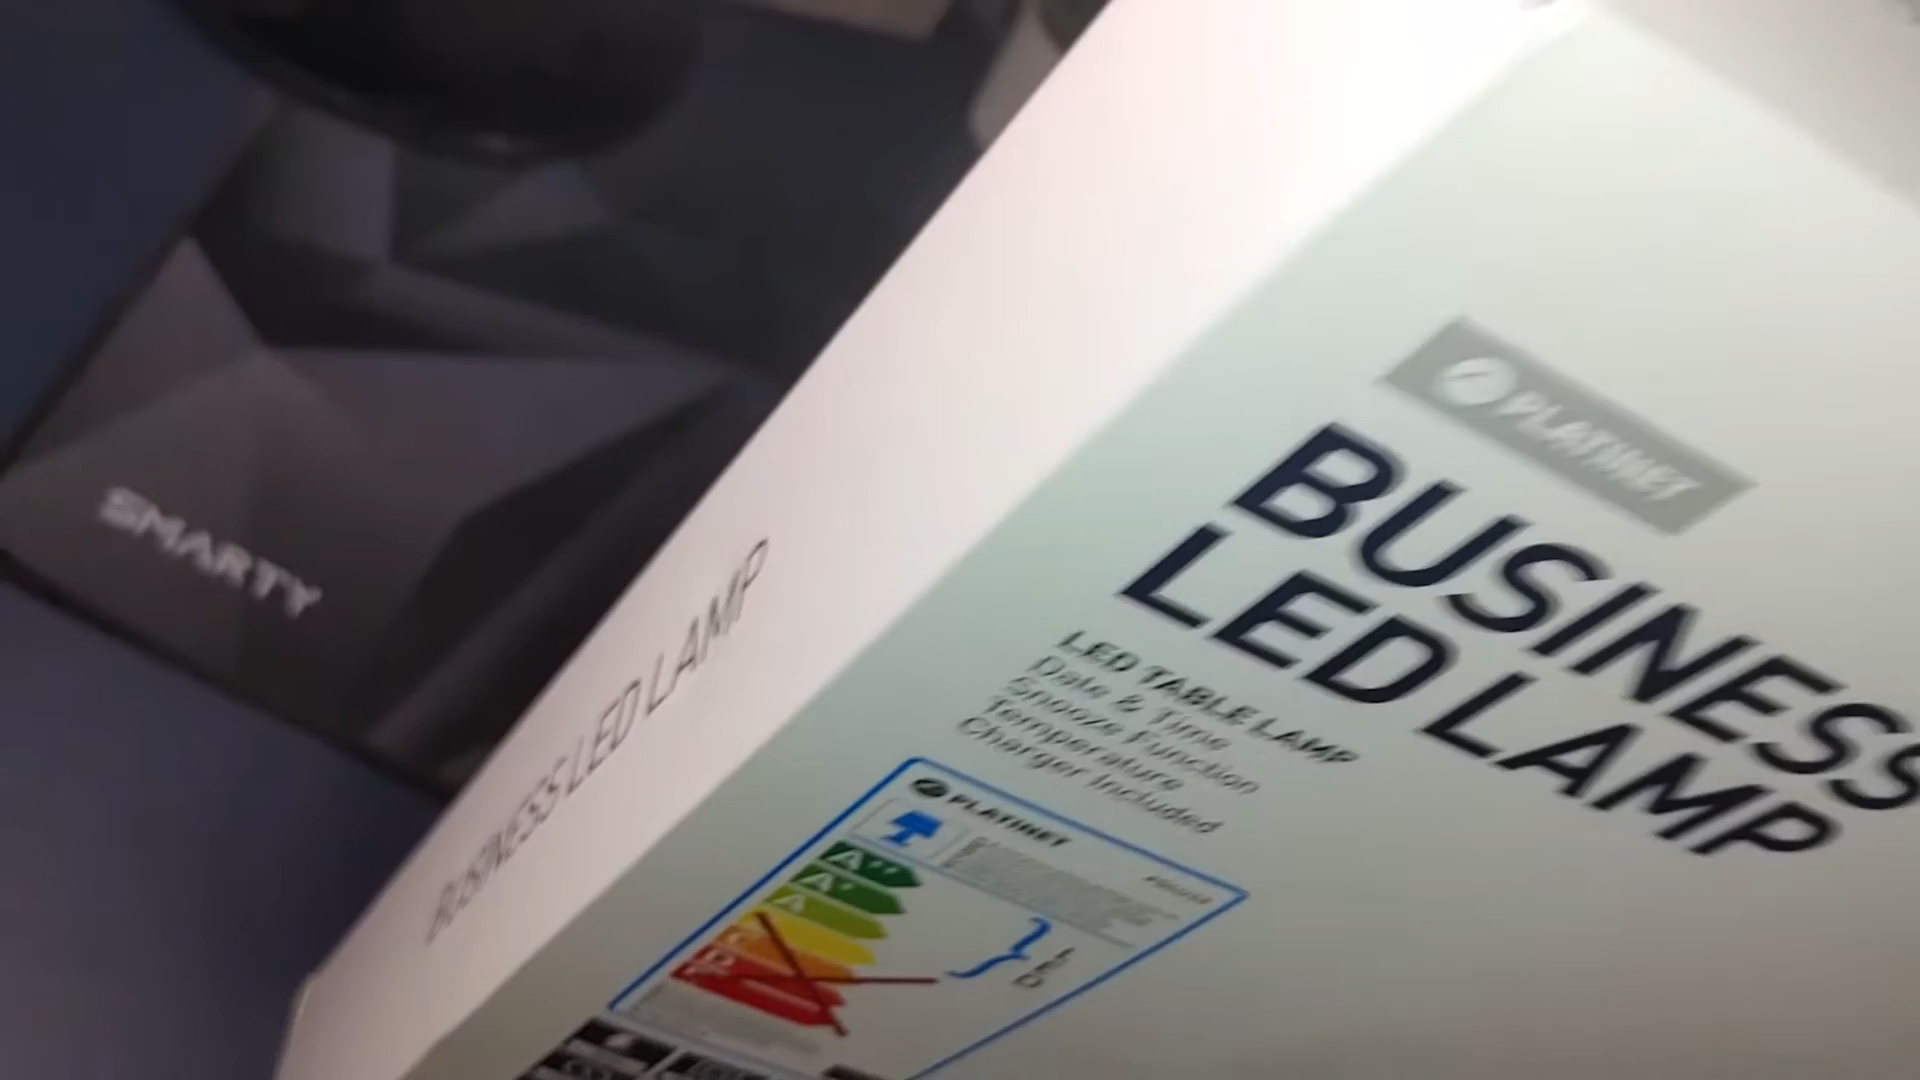 SMARTY
BUSINESS LED LAMP
PLATINET
BUSINESS
LED LAMP
LED TABLE LAMP
Date & Time
Snooze Function
Temperature
Charger Included
PLATINET
A++
A+
A
LED